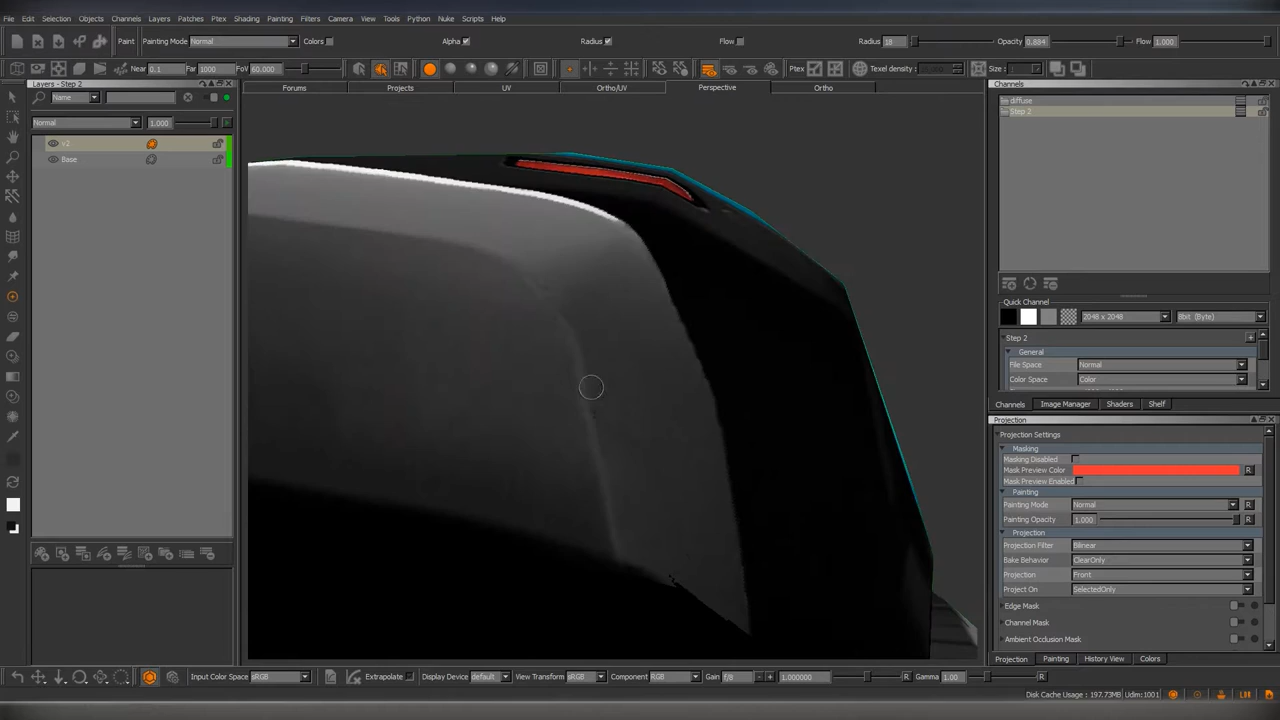 File Edit Selection Objects Channels Layers Patches Ptex Shading Painting Filters Camera View Tools Python Nuke Scripts Help
Paint Painting Mode Normal Colors Alpha Radius Flow Radius 18 Opacity 0.884 Flow 1.000
Near 0.1 Far 1000 FoV 60.000 Ptex Texel density : Size :
Layers - Step 2
Forums Projects UV Ortho/UV Perspective Ortho
Channels
Name
Normal 1.000
v2
Base
diffuse
Step 2
Quick Channel
2048 x 2048 8bit (Byte)
Step 2
General
File Space Normal
Color Space Color
Channels Image Manager Shaders Shelf
Projection
Projection Settings
Masking
Masking Disabled
Mask Preview Color R
Mask Preview Enabled R
Painting
Painting Mode Normal R
Painting Opacity 1.000 R
Projection
Projection Filter Bilinear
Bake Behavior ClearOnly
Projection Front
Project On SelectedOnly
Edge Mask
Channel Mask
Ambient Occlusion Mask
Projection Painting History View Colors
Input Color Space sRGB Extrapolate Display Device default View Transform sRGB Component RGB Gain f/8 - + 1.000000 R Gamma 1.00 R
Disk Cache Usage : 197.73MB Udim:1001